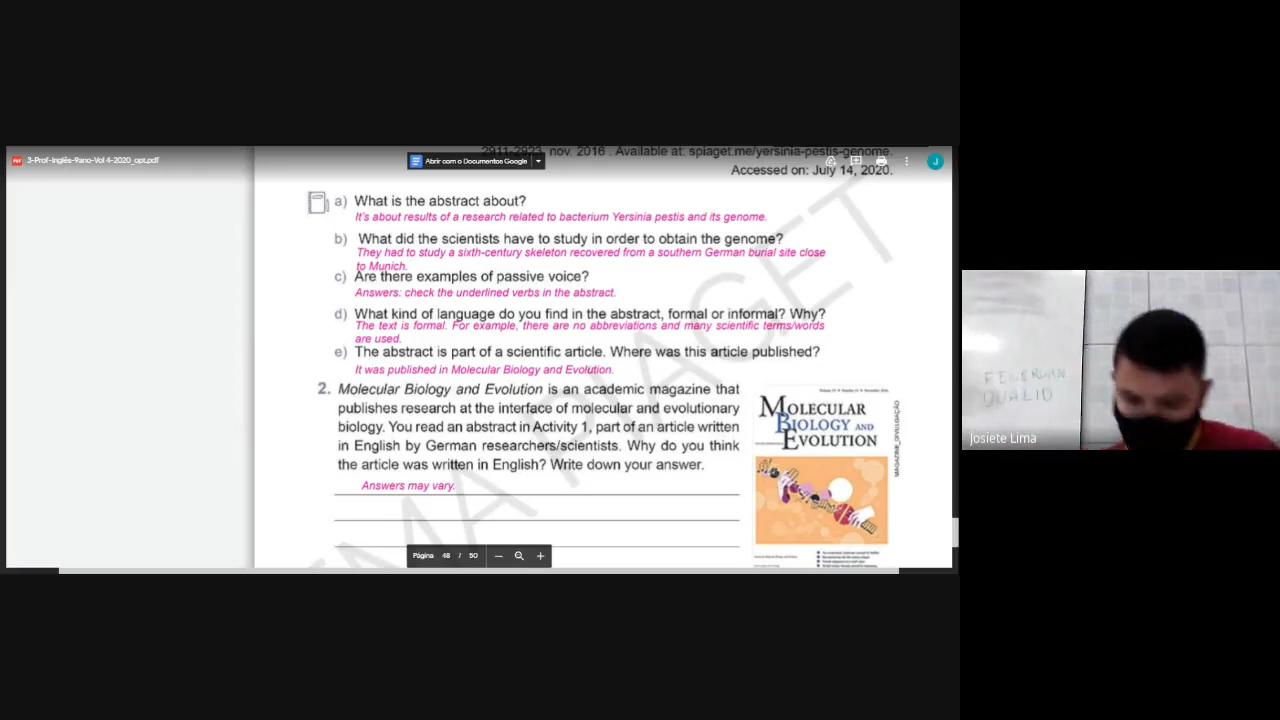 3-Prof-Inglês-9ano-Vol 4-2020_opt.pdf
Abrir com o Documentos Google
J
2911-2923, nov. 2016 . Available at: spiaget.me/yersinia-pestis-genome.
Accessed on: July 14, 2020.
a) What is the abstract about?
It's about results of a research related to bacterium Yersinia pestis and its genome.
b) What did the scientists have to study in order to obtain the genome?
They had to study a sixth-century skeleton recovered from a southern German burial site close
to Munich.
c) Are there examples of passive voice?
Answers: check the underlined verbs in the abstract.
d) What kind of language do you find in the abstract, formal or informal? Why?
The text is formal. For example, there are no abbreviations and many scientific terms/words
are used.
e) The abstract is part of a scientific article. Where was this article published?
It was published in Molecular Biology and Evolution.
2. Molecular Biology and Evolution is an academic magazine that
publishes research at the interface of molecular and evolutionary
biology. You read an abstract in Activity 1, part of an article written
in English by German researchers/scientists. Why do you think
the article was written in English? Write down your answer.
Answers may vary.
MOLECULAR
BIOLOGY AND
EVOLUTION
MAGAZINE_DIVULGAÇÃO
EMA PIAGET
Página 48 / 50
Josiete Lima